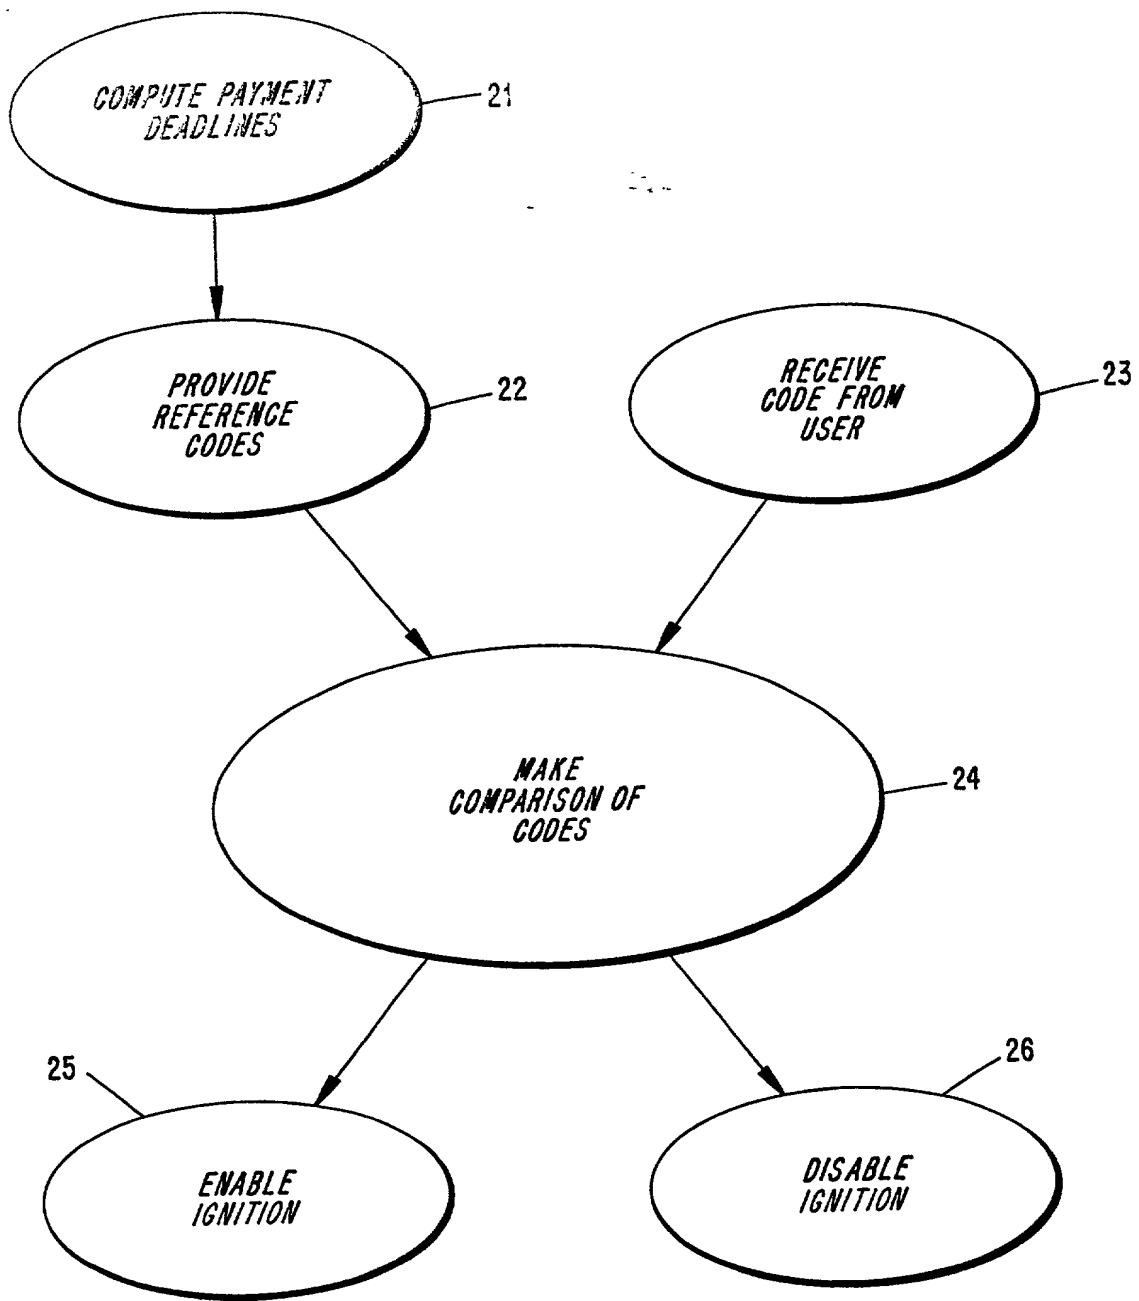 COMPUTE PAYMENT
DEADLINES
21
PROVIDE
REFERENCE
CODES
22
RECEIVE
CODE FROM
USER
23
MAKE
COMPARISON OF
CODES
24
25
ENABLE
IGNITION
26
DISABLE
IGNITION